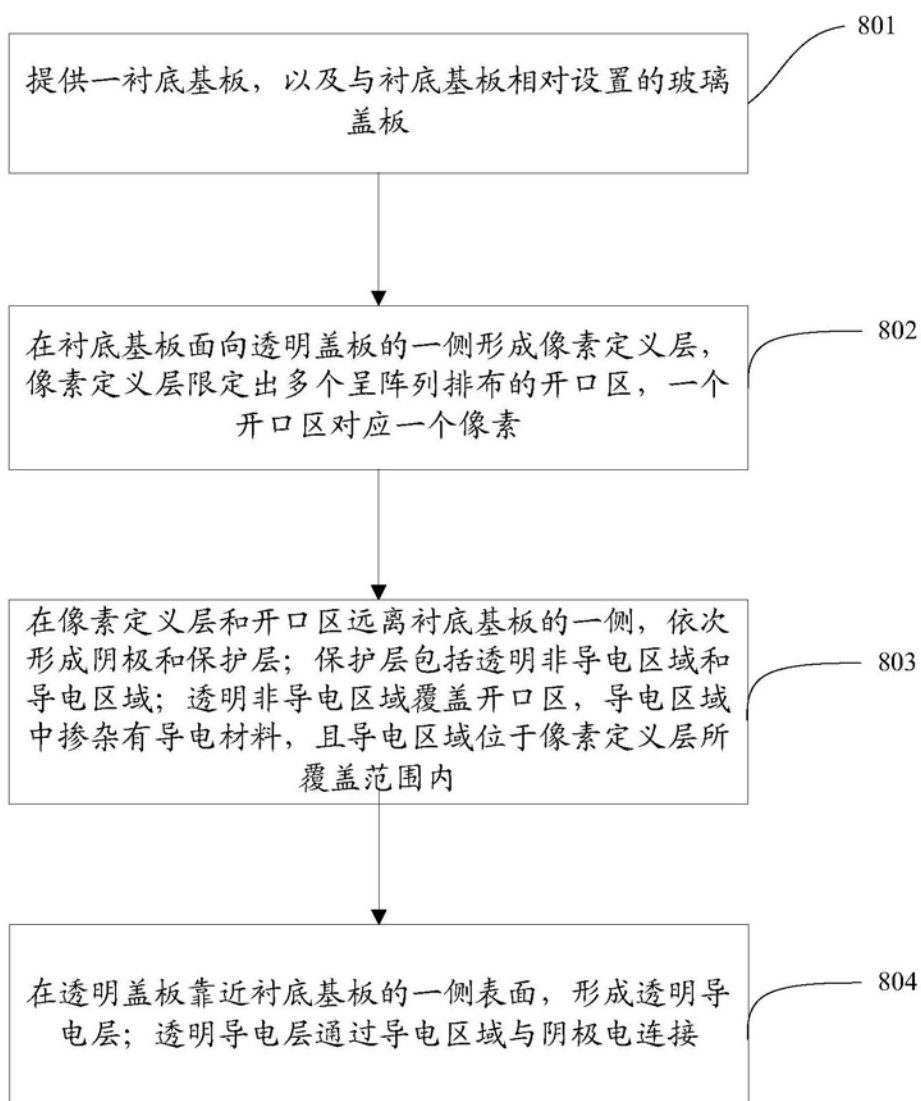 801
提供一衬底基板，以及与衬底基板相对设置的玻璃
盖板
802
在衬底基板面向透明盖板的一侧形成像素定义层，
像素定义层限定出多个呈阵列排布的开口区，一个
开口区对应一个像素
803
在像素定义层和开口区远离衬底基板的一侧，依次
形成阴极和保护层；保护层包括透明非导电区域和
导电区域；透明非导电区域覆盖开口区，导电区域
中掺杂有导电材料，且导电区域位于像素定义层所
覆盖范围内
804
在透明盖板靠近衬底基板的一侧表面，形成透明导
电层；透明导电层通过导电区域与阴极电连接